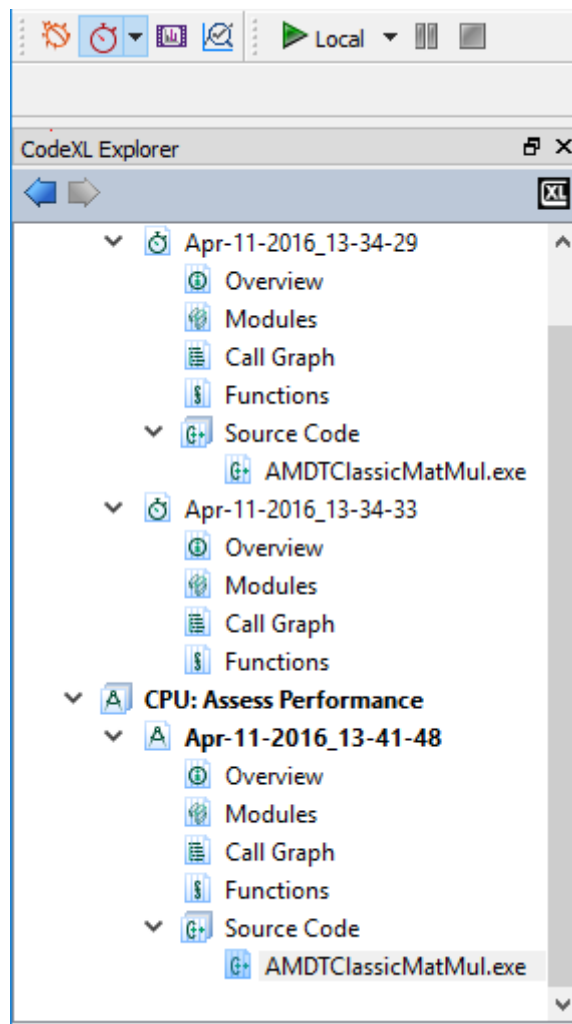 Local
CodeXL Explorer
XL
Apr-11-2016_13-34-29
Overview
Modules
Call Graph
Functions
Source Code
AMDTClassicMatMul.exe
Apr-11-2016_13-34-33
Overview
Modules
Call Graph
Functions
CPU: Assess Performance
Apr-11-2016_13-41-48
Overview
Modules
Call Graph
Functions
Source Code
AMDTClassicMatMul.exe